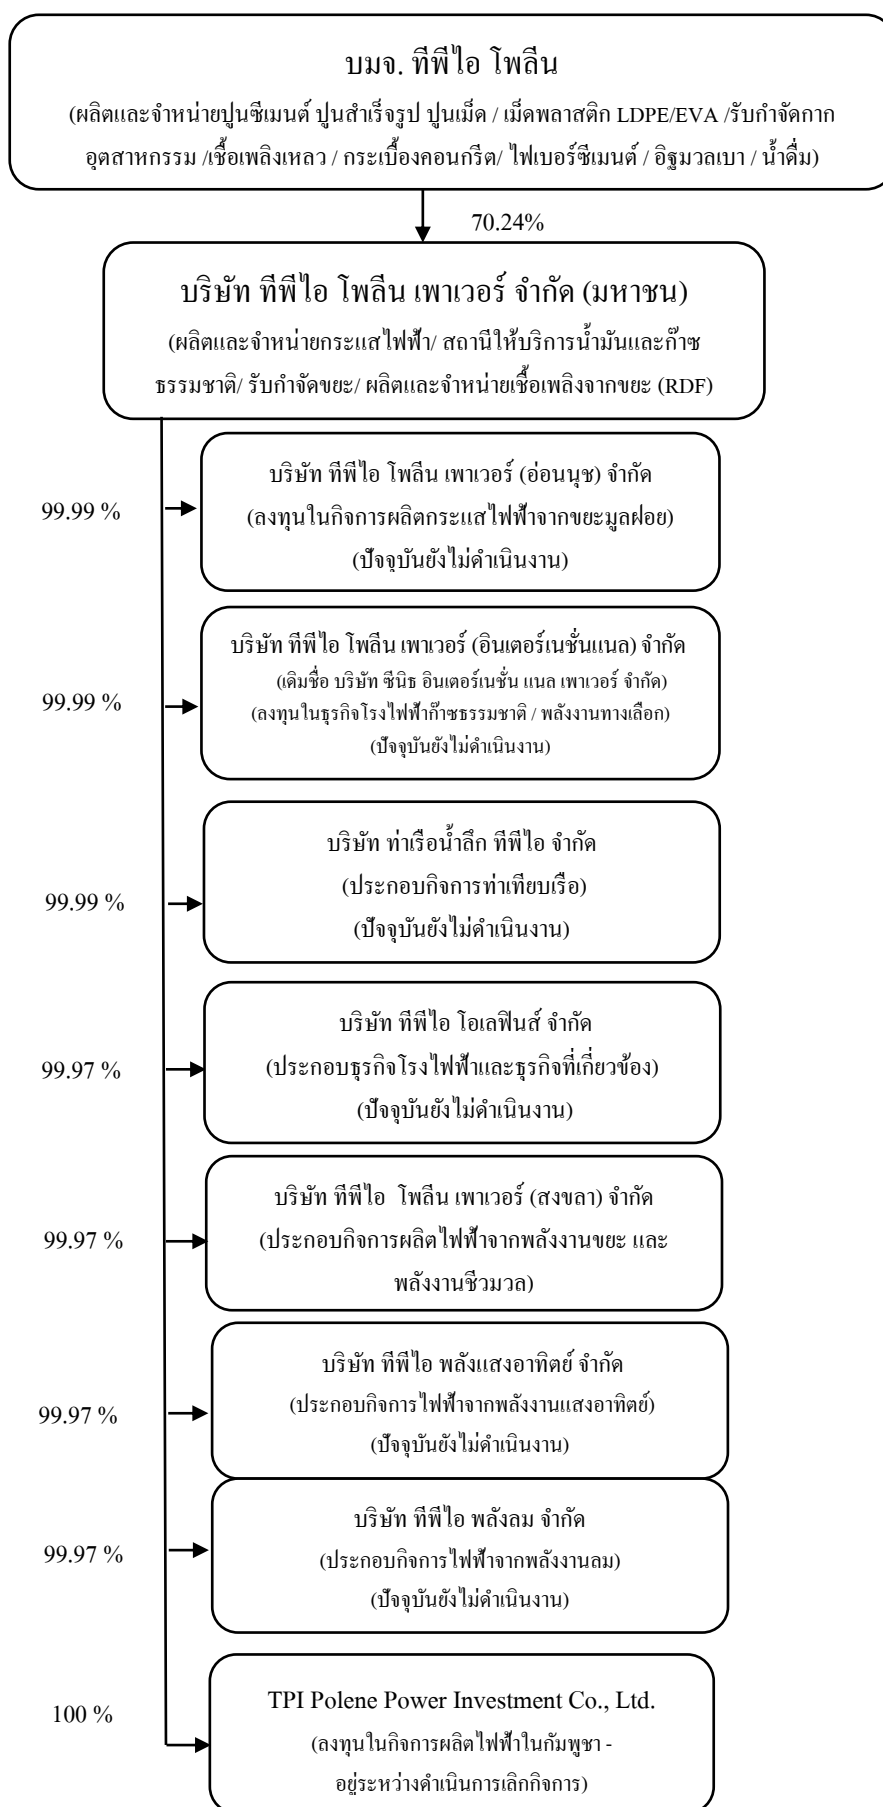 บมจ. ทีพีไอ โพลีน
(ผลิตและจำหน่ายปูนซีเมนต์ ปูนสำเร็จรูป ปูนเม็ด / เม็ดพลาสติก LDPE/EVA /รับกำจัดกาก
อุตสาหกรรม /เชื้อเพลิงเหลว / กระเบื้องคอนกรีต/ ไฟเบอร์ซีเมนต์ / อิฐมวลเบา / น้ำดื่ม)
70.24%
บริษัท ทีพีไอ โพลีน เพาเวอร์ จำกัด (มหาชน)
(ผลิตและจำหน่ายกระแสไฟฟ้า/ สถานีให้บริการน้ำมันและก๊าซ
ธรรมชาติ/ รับกำจัดขยะ/ ผลิตและจำหน่ายเชื้อเพลิงจากขยะ (RDF)
บริษัท ทีพีไอ โพลีน เพาเวอร์ (อ่อนนุช) จำกัด
99.99 %
(ลงทุนในกิจการผลิตกระแสไฟฟ้าจากขยะมูลฝอย)
(ปัจจุบันยังไม่ดำเนินงาน)
บริษัท ทีพีไอ โพลีน เพาเวอร์ (อินเตอร์เนชั่นแนล) จำกัด
(เดิมชื่อ บริษัท ซีนิธ อินเตอร์เนชั่น แนล เพาเวอร์ จำกัด)
99.99 %
(ลงทุนในธุรกิจโรงไฟฟ้าก๊าซธรรมชาติ / พลังงานทางเลือก)
(ปัจจุบันยังไม่ดำเนินงาน)
บริษัท ท่าเรือน้ำลึก ทีพีไอ จำกัด
(ประกอบกิจการท่าเทียบเรือ)
99.99 %
(ปัจจุบันยังไม่ดำเนินงาน)
บริษัท ทีพีไอ โอเลฟินส์ จำกัด
(ประกอบธุรกิจโรงไฟฟ้าและธุรกิจที่เกี่ยวข้อง)
99.97 %
(ปัจจุบันยังไม่ดำเนินงาน)
บริษัท ทีพีไอ โพลีน เพาเวอร์ (สงขลา) จำกัด
99.97 %
(ประกอบกิจการผลิตไฟฟ้าจากพลังงานขยะ และ
พลังงานชีวมวล)
บริษัท ทีพีไอ พลังแสงอาทิตย์ จำกัด
(ประกอบกิจการไฟฟ้าจากพลังงานแสงอาทิตย์)
99.97 %
(ปัจจุบันยังไม่ดำเนินงาน)
บริษัท ทีพีไอ พลังลม จำกัด
99.97 %
(ประกอบกิจการไฟฟ้าจากพลังงานลม)
(ปัจจุบันยังไม่ดำเนินงาน)
TPI Polene Power Investment Co., Ltd.
100 %
(ลงทุนในกิจการผลิตไฟฟ้าในกัมพูชา -
อยู่ระหว่างดำเนินการเลิกกิจการ)